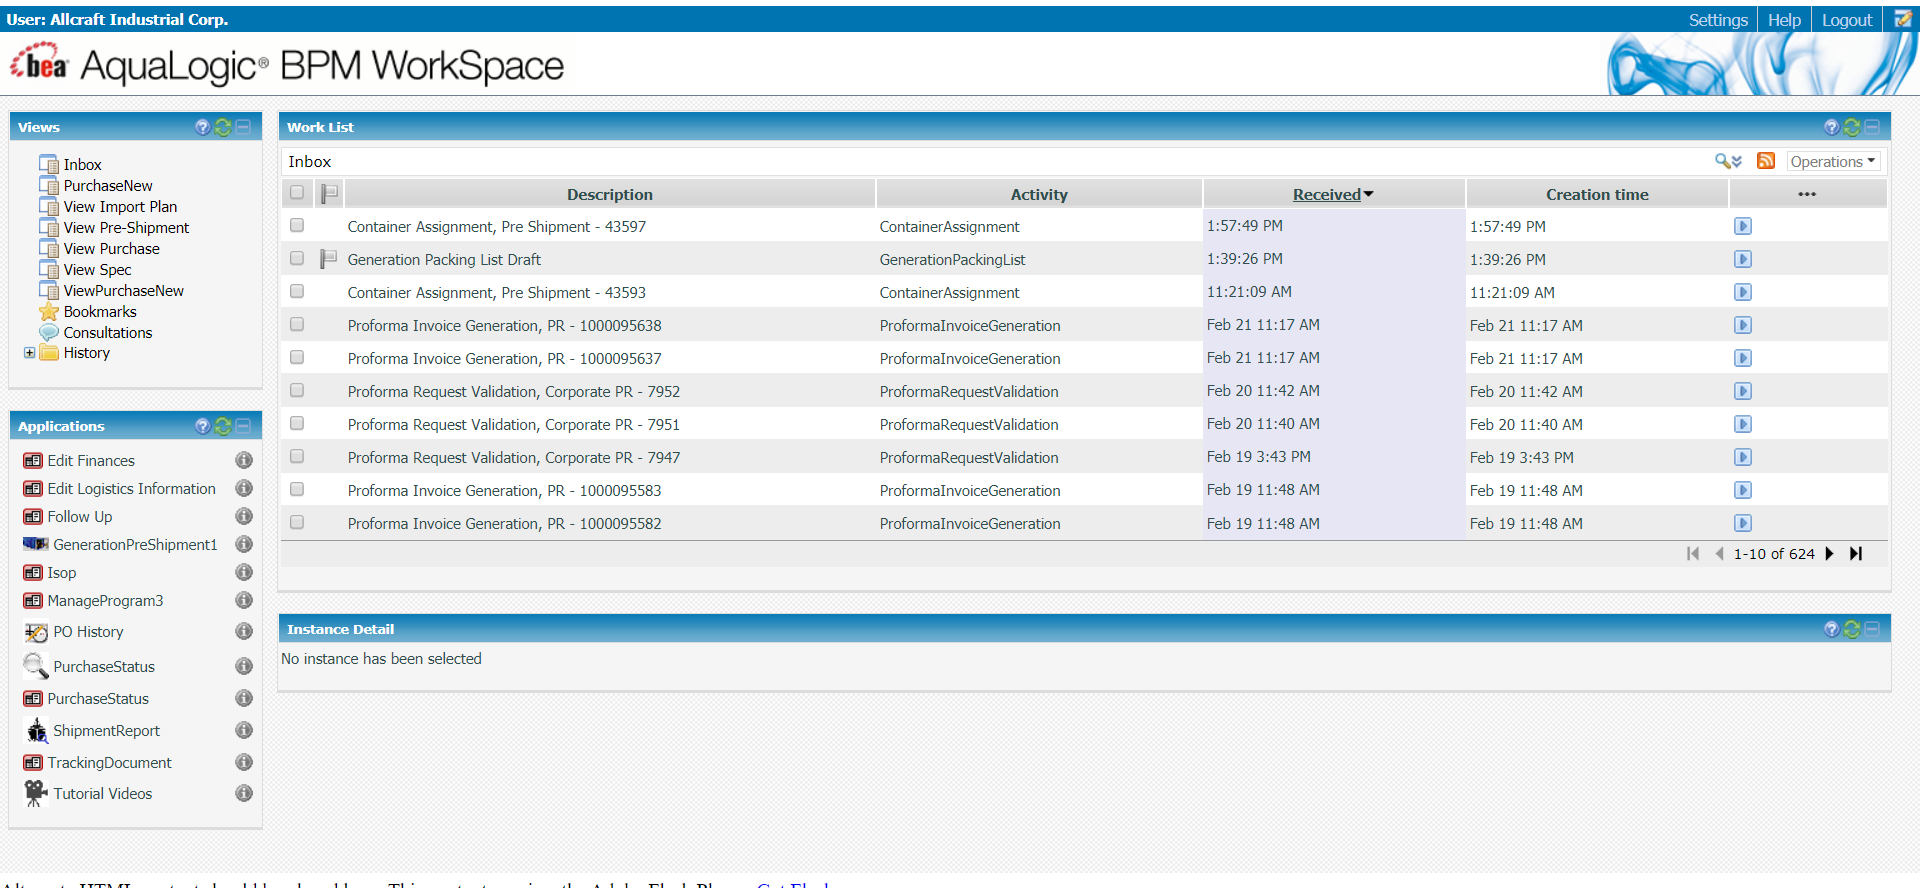 User: Allcraft Industrial Corp.
Settings Help Logout
bea AquaLogic® BPM WorkSpace
Views
Inbox
PurchaseNew
View Import Plan
View Pre-Shipment
View Purchase
View Spec
ViewPurchaseNew
Bookmarks
Consultations
History
Applications
Edit Finances
Edit Logistics Information
Follow Up
GenerationPreShipment1
Isop
ManageProgram3
PO History
PurchaseStatus
PurchaseStatus
ShipmentReport
TrackingDocument
Tutorial Videos
Work List
Inbox
Operations
Description Activity Received Creation time •••
Container Assignment, Pre Shipment - 43597 ContainerAssignment 1:57:49 PM 1:57:49 PM
Generation Packing List Draft GenerationPackingList 1:39:26 PM 1:39:26 PM
Container Assignment, Pre Shipment - 43593 ContainerAssignment 11:21:09 AM 11:21:09 AM
Proforma Invoice Generation, PR - 1000095638 ProformaInvoiceGeneration Feb 21 11:17 AM Feb 21 11:17 AM
Proforma Invoice Generation, PR - 1000095637 ProformaInvoiceGeneration Feb 21 11:17 AM Feb 21 11:17 AM
Proforma Request Validation, Corporate PR - 7952 ProformaRequestValidation Feb 20 11:42 AM Feb 20 11:42 AM
Proforma Request Validation, Corporate PR - 7951 ProformaRequestValidation Feb 20 11:40 AM Feb 20 11:40 AM
Proforma Request Validation, Corporate PR - 7947 ProformaRequestValidation Feb 19 3:43 PM Feb 19 3:43 PM
Proforma Invoice Generation, PR - 1000095583 ProformaInvoiceGeneration Feb 19 11:48 AM Feb 19 11:48 AM
Proforma Invoice Generation, PR - 1000095582 ProformaInvoiceGeneration Feb 19 11:48 AM Feb 19 11:48 AM
1-10 of 624
Instance Detail
No instance has been selected